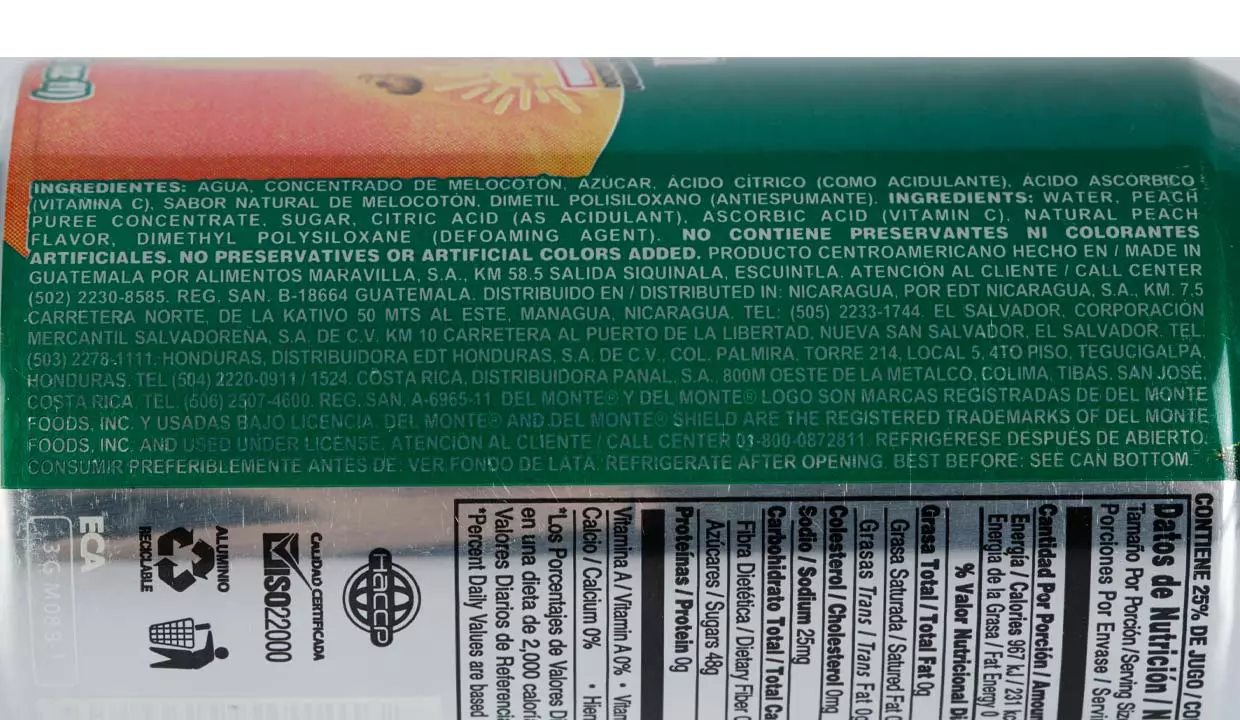 INGREDIENTES: AGUA, CONCENTRADO DE MELOCOTÓN, AZÚCAR, ÁCIDO CÍTRICO (COMO ACIDULANTE), ÁCIDO ASCÓRBICO
(VITAMINA C), SABOR NATURAL DE MELOCOTÓN, DIMETIL POLISILOXANO (ANTIESPUMANTE). INGREDIENTS: WATER, PEACH
PUREE CONCENTRATE, SUGAR, CITRIC ACID (AS ACIDULANT), ASCORBIC ACID (VITAMIN C), NATURAL PEACH
FLAVOR, DIMETHYL POLYSILOXANE (DEFOAMING AGENT). NO CONTIENE PRESERVANTES NI COLORANTES
ARTIFICIALES. NO PRESERVATIVES OR ARTIFICIAL COLORS ADDED. PRODUCTO CENTROAMERICANO HECHO EN / MADE IN
GUATEMALA POR ALIMENTOS MARAVILLA, S.A., KM 58.5 SALIDA SIQUINALA, ESCUINTLA. ATENCIÓN AL CLIENTE / CALL CENTER
(502) 2230-8585. REG. SAN. B-18664 GUATEMALA. DISTRIBUIDO EN / DISTRIBUTED IN: NICARAGUA, POR EDT NICARAGUA, S.A., KM. 7.5
CARRETERA NORTE, DE LA KATIVO 50 MTS AL ESTE, MANAGUA, NICARAGUA. TEL: (505) 2233-1744. EL SALVADOR, CORPORACIÓN
MERCANTIL SALVADOREÑA, S.A. DE C.V. KM 10 CARRETERA AL PUERTO DE LA LIBERTAD, NUEVA SAN SALVADOR, EL SALVADOR. TEL.
(503) 2278-1111. HONDURAS, DISTRIBUIDORA EDT HONDURAS, S.A. DE C.V., COL. PALMIRA, TORRE 214, LOCAL 5, 4TO PISO, TEGUCIGALPA,
HONDURAS. TEL (504) 2220-0911 / 1524. COSTA RICA, DISTRIBUIDORA PANAL, S.A., 800M OESTE DE LA METALCO, COLIMA, TIBAS, SAN JOSÉ,
COSTA RICA, TEL. (506) 2507-4600. REG. SAN. A-6965-11 DEL MONTE® Y DEL MONTE® LOGO SON MARCAS REGISTRADAS DE DEL MONTE
FOODS, INC. Y USADAS BAJO LICENCIA. DEL MONTE® AND DEL MONTE® SHIELD ARE THE REGISTERED TRADEMARKS OF DEL MONTE
FOODS, INC. AND USED UNDER LICENSE. ATENCIÓN AL CLIENTE / CALL CENTER 01-800-0872811. REFRIGERESE DESPUÉS DE ABIERTO.
CONSUMIR PREFERIBLEMENTE ANTES DE: VER FONDO DE LATA. REFRIGERATE AFTER OPENING. BEST BEFORE: SEE CAN BOTTOM.
CONTIENE 25% DE JUGO / CO
Datos de Nutrición / N
Tamaño Por Porción / Serving Siz
Porciones Por Envase / Servi
Cantidad Por Porción / Amoun
Energía / Calories 967 kJ / 231 kc
Energía de la Grasa / Fat Energy 0
% Valor Nutricional Di
Grasa Total / Total Fat 0g
Grasa Saturada / Satured Fat 0
Grasas Trans / Trans Fat 0g
Colesterol / Cholesterol 0mg
Sodio / Sodium 25mg
Carbohidrato Total / Total Ca
Fibra Dietética / Dietary Fiber
Azúcares / Sugars 48g
Proteínas / Protein 0g
Vitamina A / Vitamin A 0% • Vitam
Calcio / Calcium 0% • Hierr
*Los Porcentajes de Valores Di
en una dieta de 2,000 calorí
Valores Diarios de Referenci
*Percent Daily Values are based
HACCP
CALIDAD CERTIFICADA
ISO22000
ALUMINIO
RECICLABLE
ECA